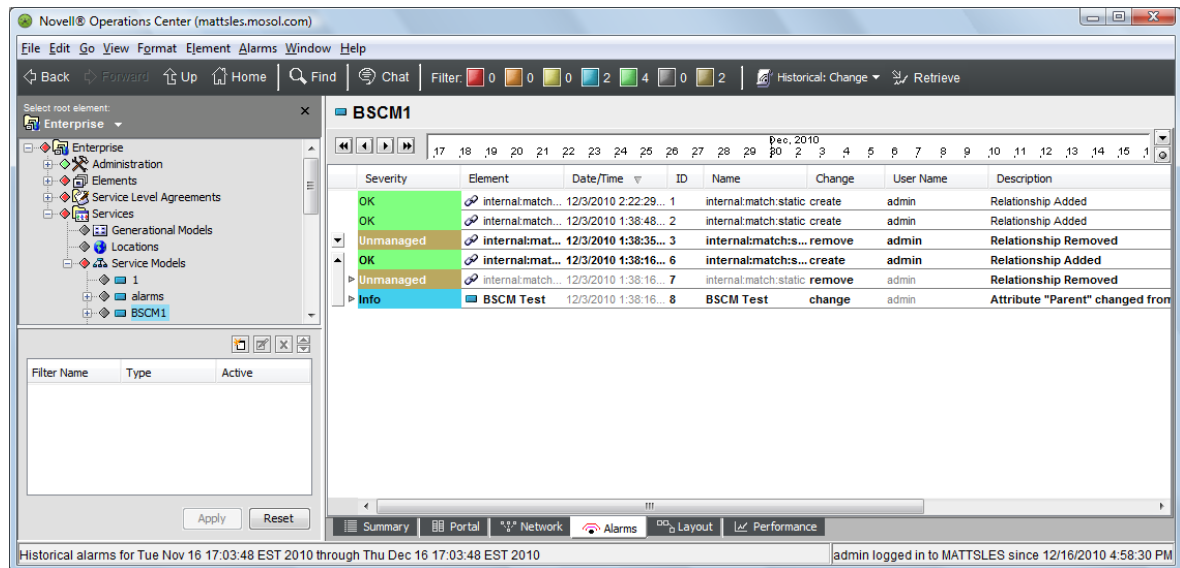 Novell® Operations Center (mattsles.mosol.com)
File Edit Go View Format Element Alarms Window Help
Back Forward Up Home Find Chat Filter: 0 0 0 2 4 0 2 Historical: Change Retrieve
Select root element:
Enterprise
Enterprise
Administration
Elements
Service Level Agreements
Services
Generational Models
Locations
Service Models
1
alarms
BSCM1
Filter Name Type Active
Apply Reset
BSCM1
Dec, 2010
17 18 19 20 21 22 23 24 25 26 27 28 29 30 2 3 4 5 6 7 8 9 10 11 12 13 14 15 1
Severity Element Date/Time ID Name Change User Name Description
OK internal:match... 12/3/2010 2:22:29... 1 internal:match:static create admin Relationship Added
OK internal:match... 12/3/2010 1:38:48... 2 internal:match:static create admin Relationship Added
Unmanaged internal:mat... 12/3/2010 1:38:35... 3 internal:match:s... remove admin Relationship Removed
OK internal:mat... 12/3/2010 1:38:16... 6 internal:match:s... create admin Relationship Added
Unmanaged internal:match... 12/3/2010 1:38:16... 7 internal:match:static remove admin Relationship Removed
Info BSCM Test 12/3/2010 1:38:16... 8 BSCM Test change admin Attribute "Parent" changed from
Summary Portal Network Alarms Layout Performance
Historical alarms for Tue Nov 16 17:03:48 EST 2010 through Thu Dec 16 17:03:48 EST 2010
admin logged in to MATTSLES since 12/16/2010 4:58:30 PM